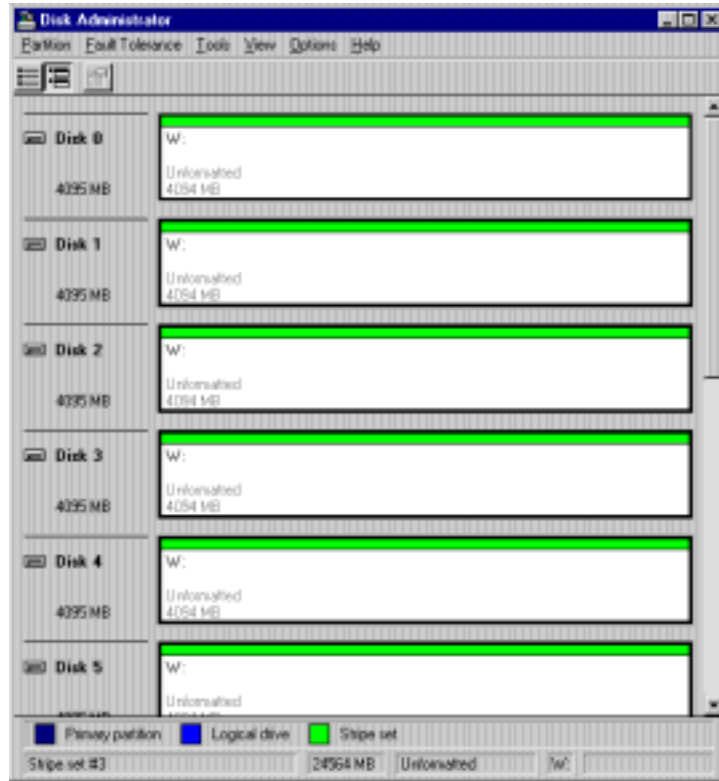 Disk Administrator
Partition Fault Tolerance Tools View Options Help
Disk 0
4095 MB
W:
Unformatted
4094 MB
Disk 1
4095 MB
W:
Unformatted
4094 MB
Disk 2
4095 MB
W:
Unformatted
4094 MB
Disk 3
4095 MB
W:
Unformatted
4094 MB
Disk 4
4095 MB
W:
Unformatted
4094 MB
Disk 5
W:
Unformatted
Primary partition Logical drive Stripe set
Stripe set #3 24564 MB Unformatted W: